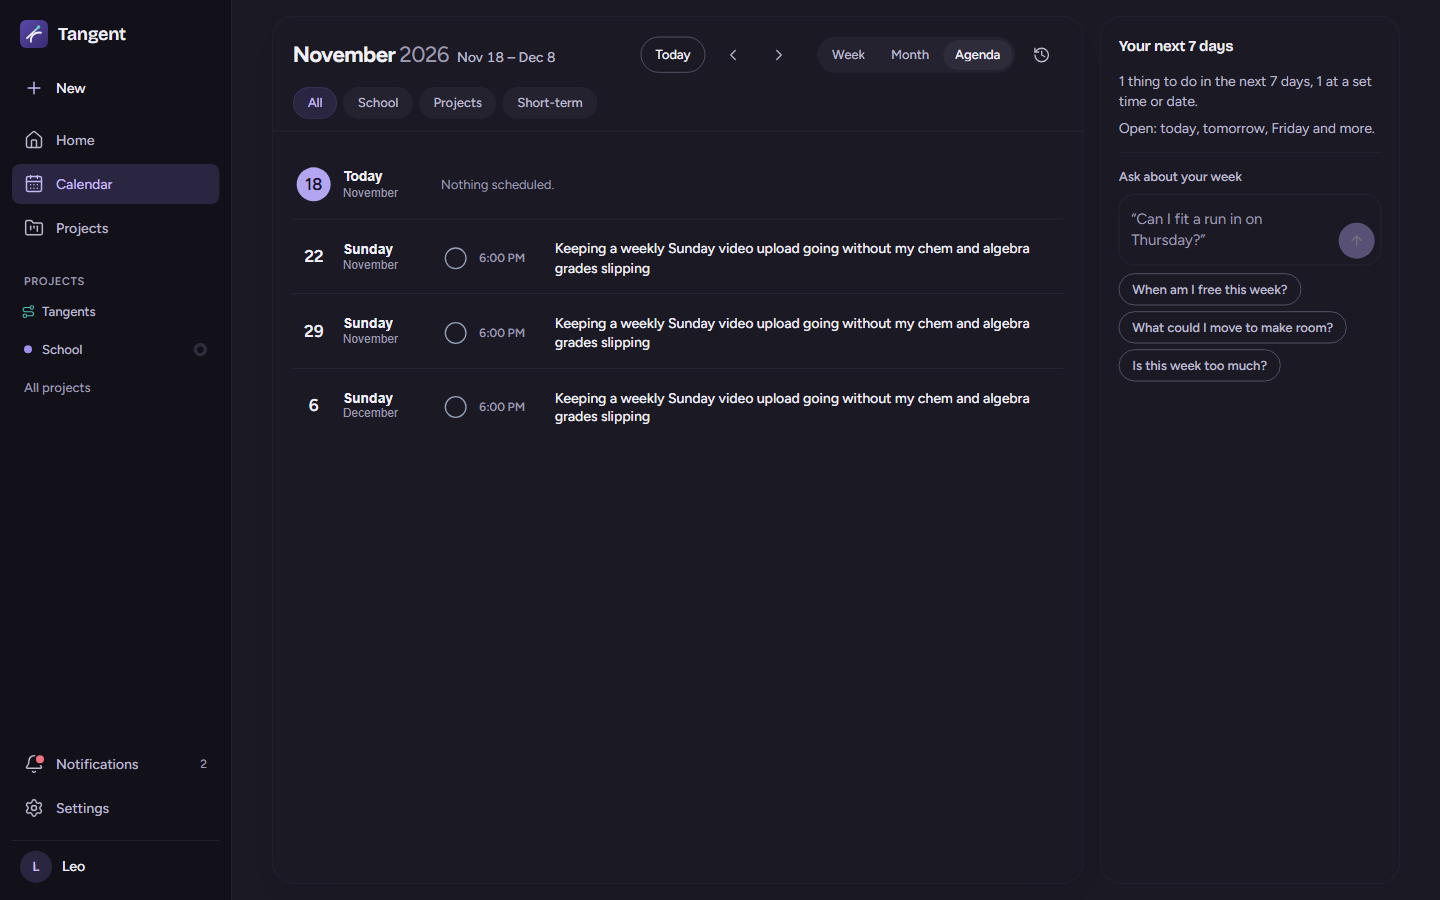 Tangent
New
Home
Calendar
Projects
PROJECTS
Tangents
School
All projects
Notifications 2
Settings
L Leo
November 2026 Nov 18 – Dec 8
Today
Week Month Agenda
All School Projects Short-term
18 Today
November
Nothing scheduled.
22 Sunday
November
6:00 PM
Keeping a weekly Sunday video upload going without my chem and algebra
grades slipping
29 Sunday
November
6:00 PM
Keeping a weekly Sunday video upload going without my chem and algebra
grades slipping
6 Sunday
December
6:00 PM
Keeping a weekly Sunday video upload going without my chem and algebra
grades slipping
Your next 7 days
1 thing to do in the next 7 days, 1 at a set
time or date.
Open: today, tomorrow, Friday and more.
Ask about your week
“Can I fit a run in on
Thursday?”
When am I free this week?
What could I move to make room?
Is this week too much?